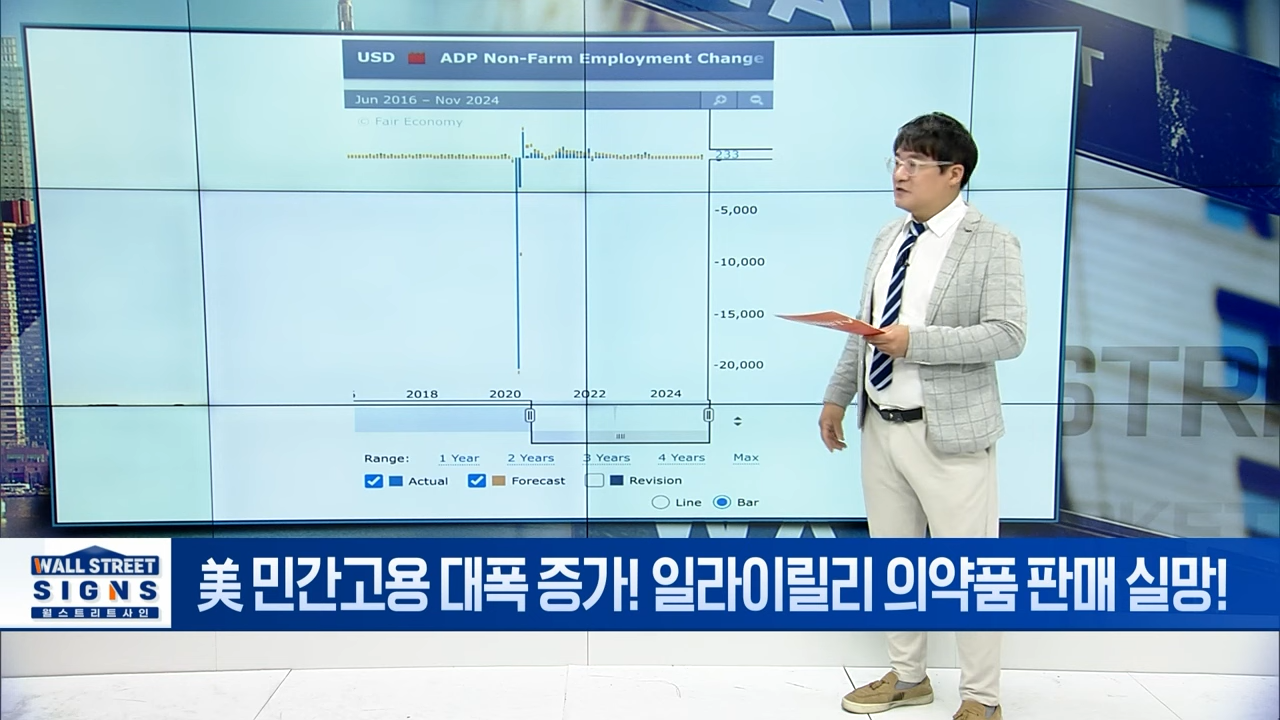 WALL
T
USD ADP Non-Farm Employment Change
Jun 2016 – Nov 2024
© Fair Economy
233
-5,000
-10,000
-15,000
-20,000
2018 2020 2022 2024
Range: 1 Year 2 Years 3 Years 4 Years Max
Actual Forecast Revision
Line Bar
STRE
WALL STREET
SIGNS
월스트리트사인
美 민간고용 대폭 증가! 일라이릴리 의약품 판매 실망!